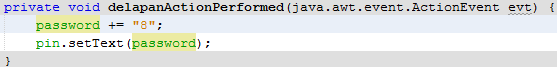 private void delapanActionPerformed(java.awt.event.ActionEvent evt) {
    password += "8";
    pin.setText(password);
}